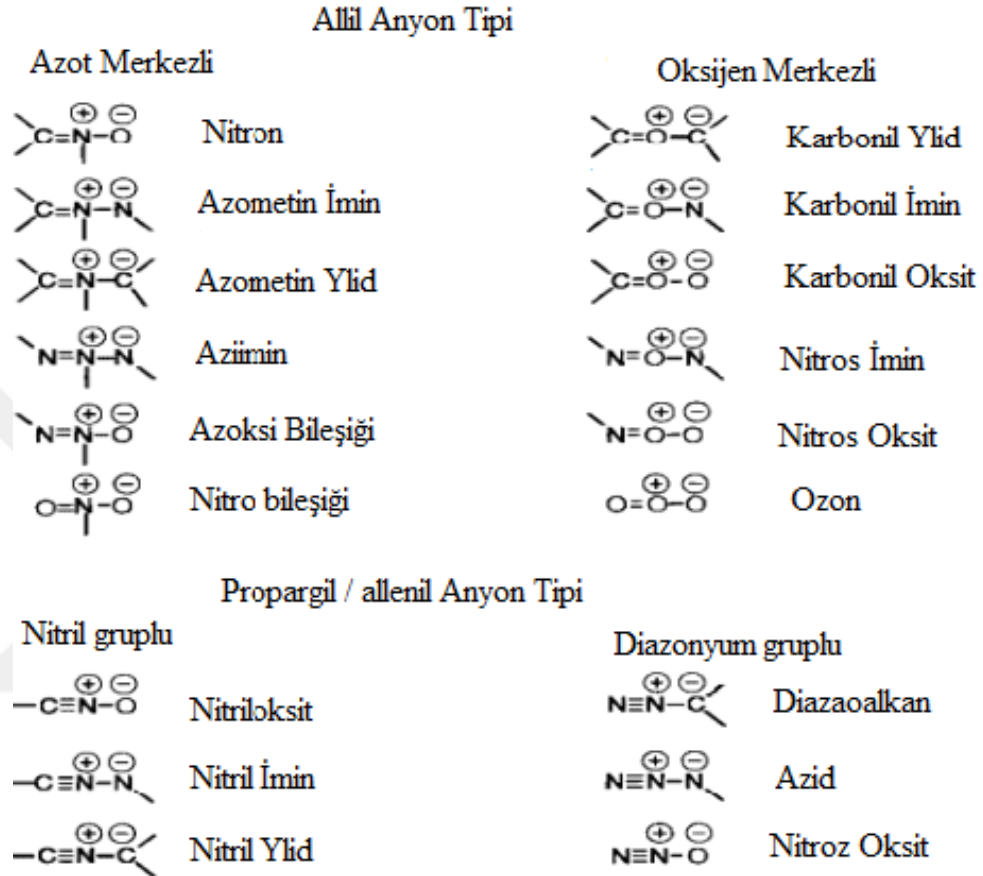 Allil Anyon Tipi
Azot Merkezli
C=N-O Nitron
C=N-N Azometin İmin
C=N-C Azometin Ylid
N=N-N Aziimin
N=N-O Azoksi Bileşiği
O=N-O Nitro bileşiği
Oksijen Merkezli
C=O-C Karbonil Ylid
C=O-N Karbonil İmin
C=O-O Karbonil Oksit
N=O-N Nitros İmin
N=O-O Nitros Oksit
O=O-O Ozon
Propargil / allenil Anyon Tipi
Nitril gruplu
-C≡N-O Nitriloksit
-C≡N-N Nitril İmin
-C≡N-C Nitril Ylid
Diazonyum gruplu
N≡N-C Diazaoalkan
N≡N-N Azid
N≡N-O Nitroz Oksit